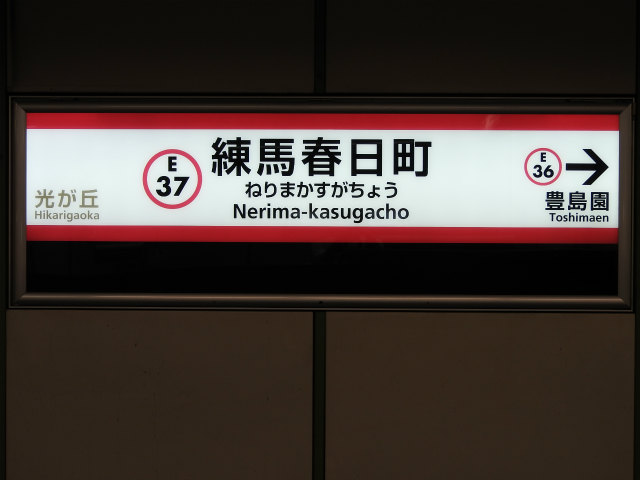 光が丘
Hikarigaoka
E
37
練馬春日町
ねりまかすがちょう
Nerima-kasugacho
E
36
豊島園
Toshimaen